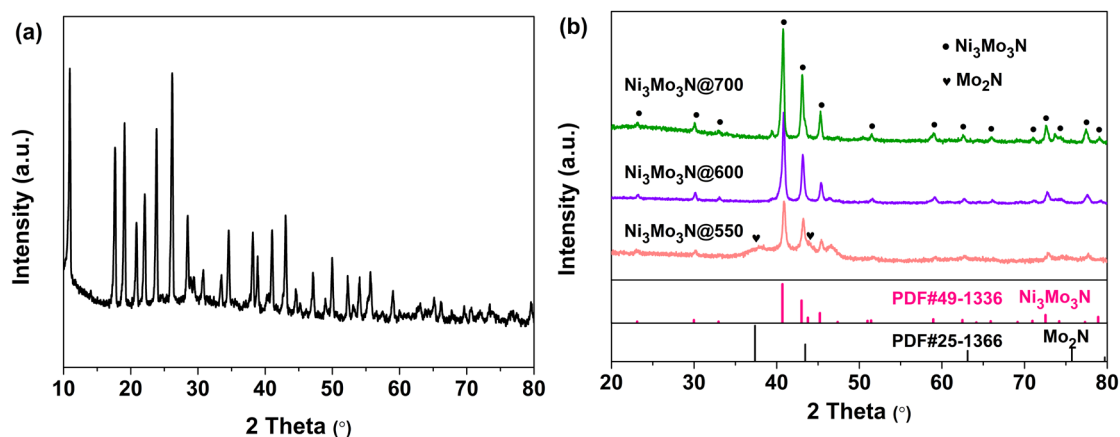 (a)
Intensity (a.u.)
10 20 30 40 50 60 70 80
2 Theta (°)
(b)
● Ni₃Mo₃N
♥ Mo₂N
Ni₃Mo₃N@700
Ni₃Mo₃N@600
Ni₃Mo₃N@550
PDF#49-1336 Ni₃Mo₃N
PDF#25-1366 Mo₂N
Intensity (a.u.)
20 30 40 50 60 70 80
2 Theta (°)